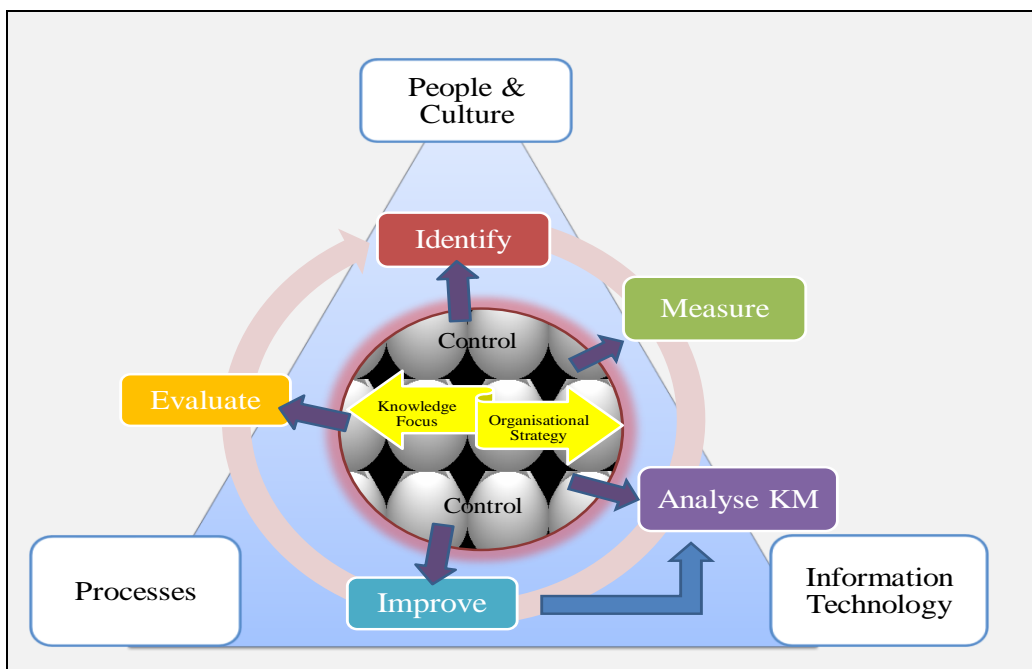 People &
Culture
Identify
Measure
Control
Evaluate
Knowledge
Focus
Organisational
Strategy
Control
Analyse KM
Processes
Improve
Information
Technology